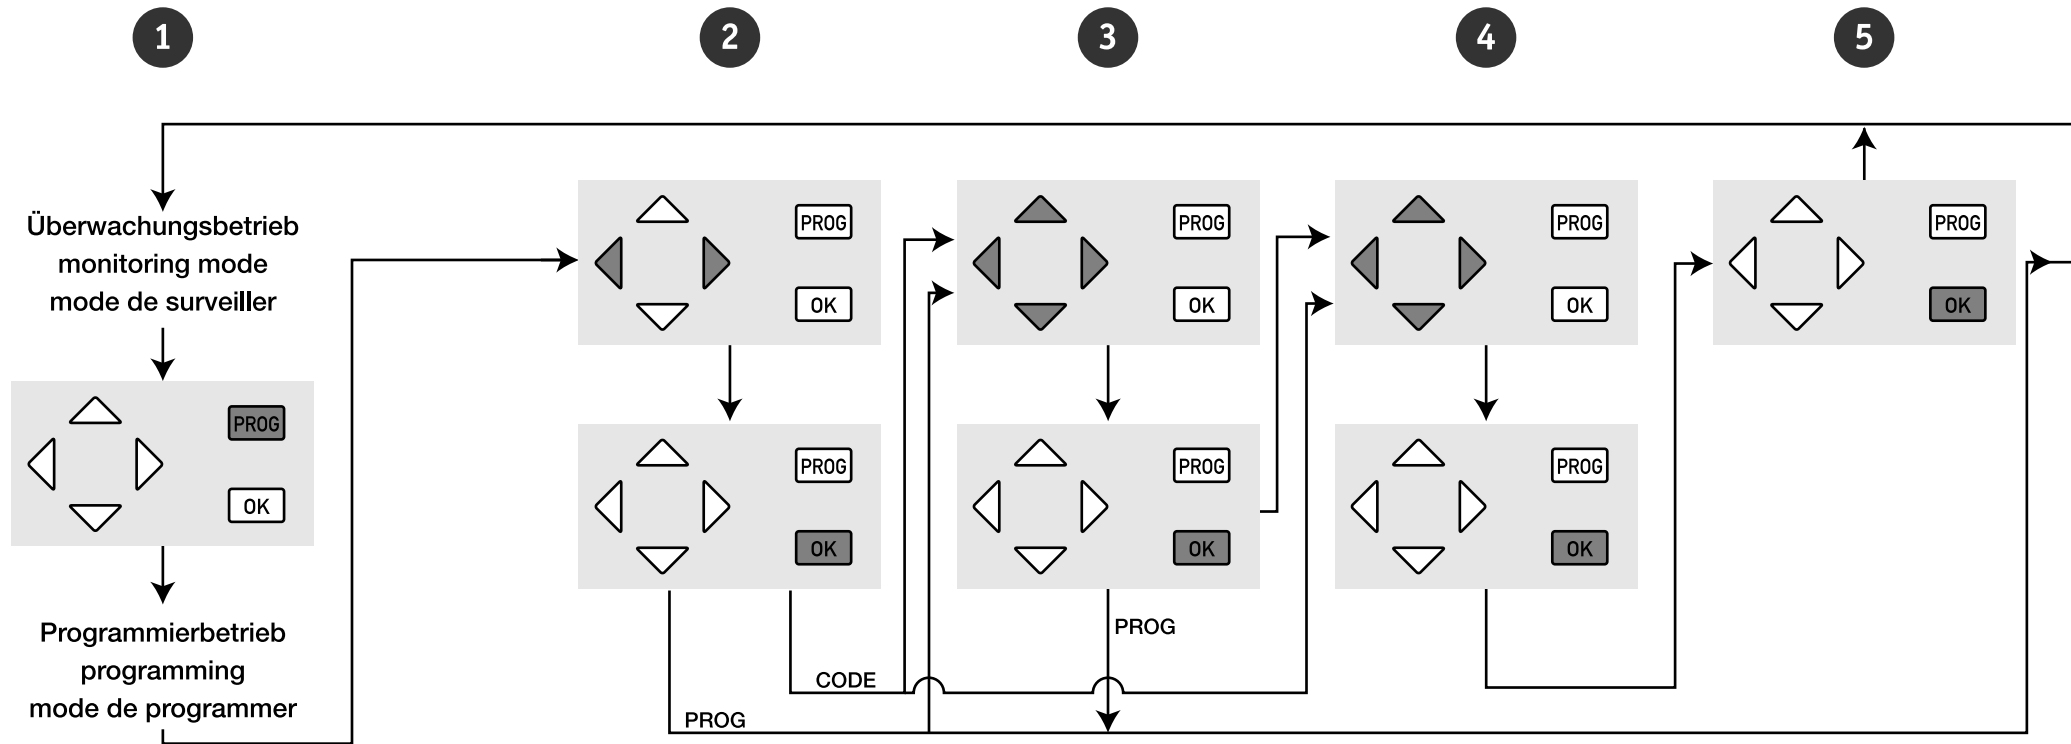 1
2
3
4
5
Überwachungsbetrieb
monitoring mode
mode de surveiller
PROG
OK
Programmierbetrieb
programming
mode de programmer
PROG
OK
PROG
OK
CODE
PROG
PROG
OK
PROG
OK
PROG
PROG
OK
PROG
OK
PROG
OK